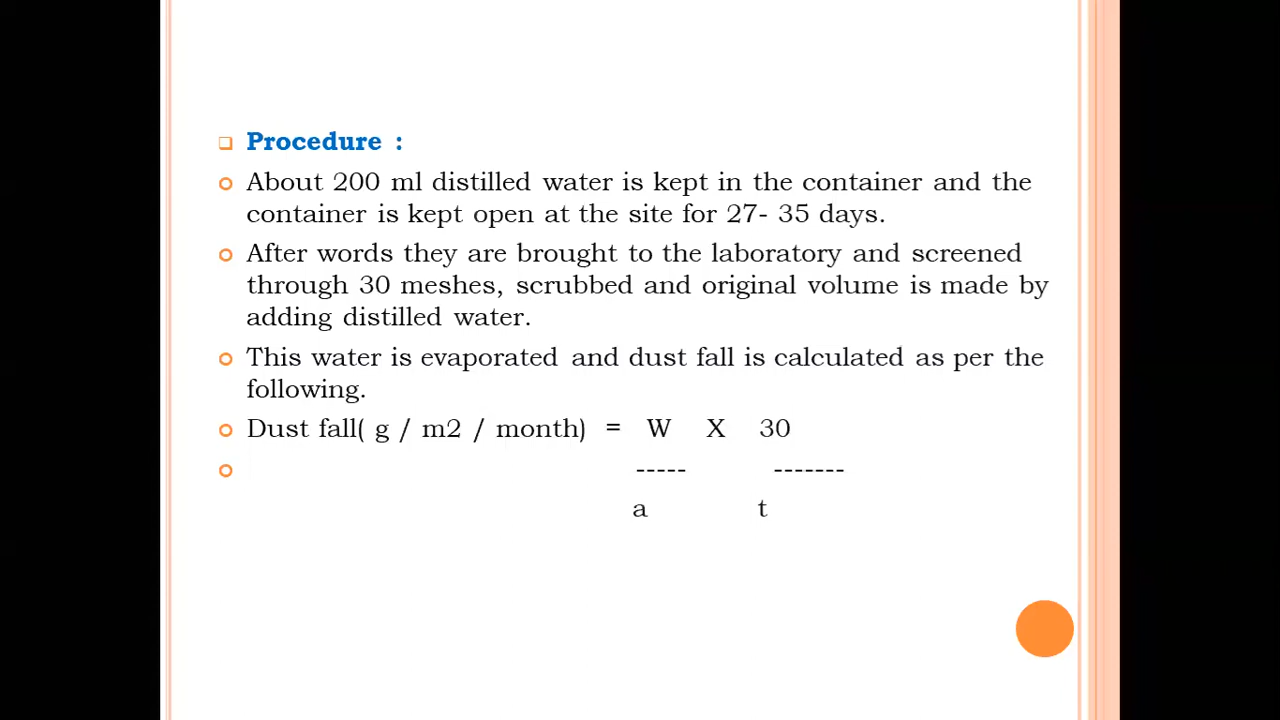 Procedure :
About 200 ml distilled water is kept in the container and the
container is kept open at the site for 27- 35 days.
After words they are brought to the laboratory and screened
through 30 meshes, scrubbed and original volume is made by
adding distilled water.
This water is evaporated and dust fall is calculated as per the
following.
Dust fall( g / m2 / month) = W X 30
----- -------
a t